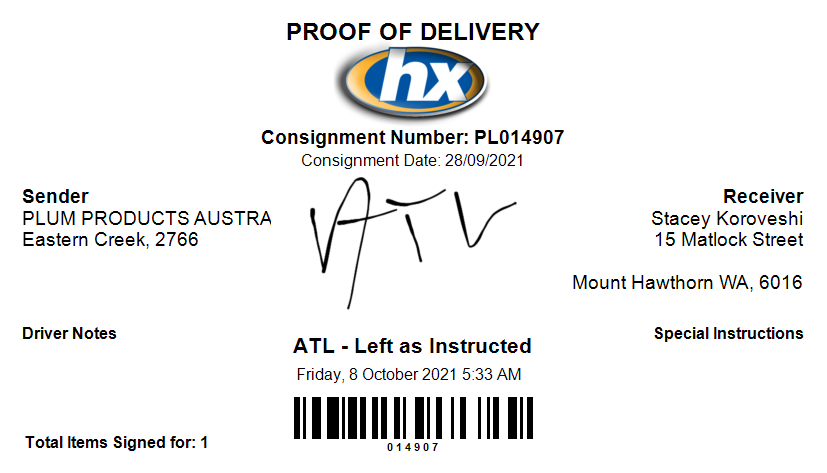 PROOF OF DELIVERY
hx
Consignment Number: PL014907
Consignment Date: 28/09/2021
Sender
PLUM PRODUCTS AUSTRA
Eastern Creek, 2766
ATL
Receiver
Stacey Koroveshi
15 Matlock Street
Mount Hawthorn WA, 6016
Driver Notes
Special Instructions
ATL - Left as Instructed
Friday, 8 October 2021 5:33 AM
014907
Total Items Signed for: 1